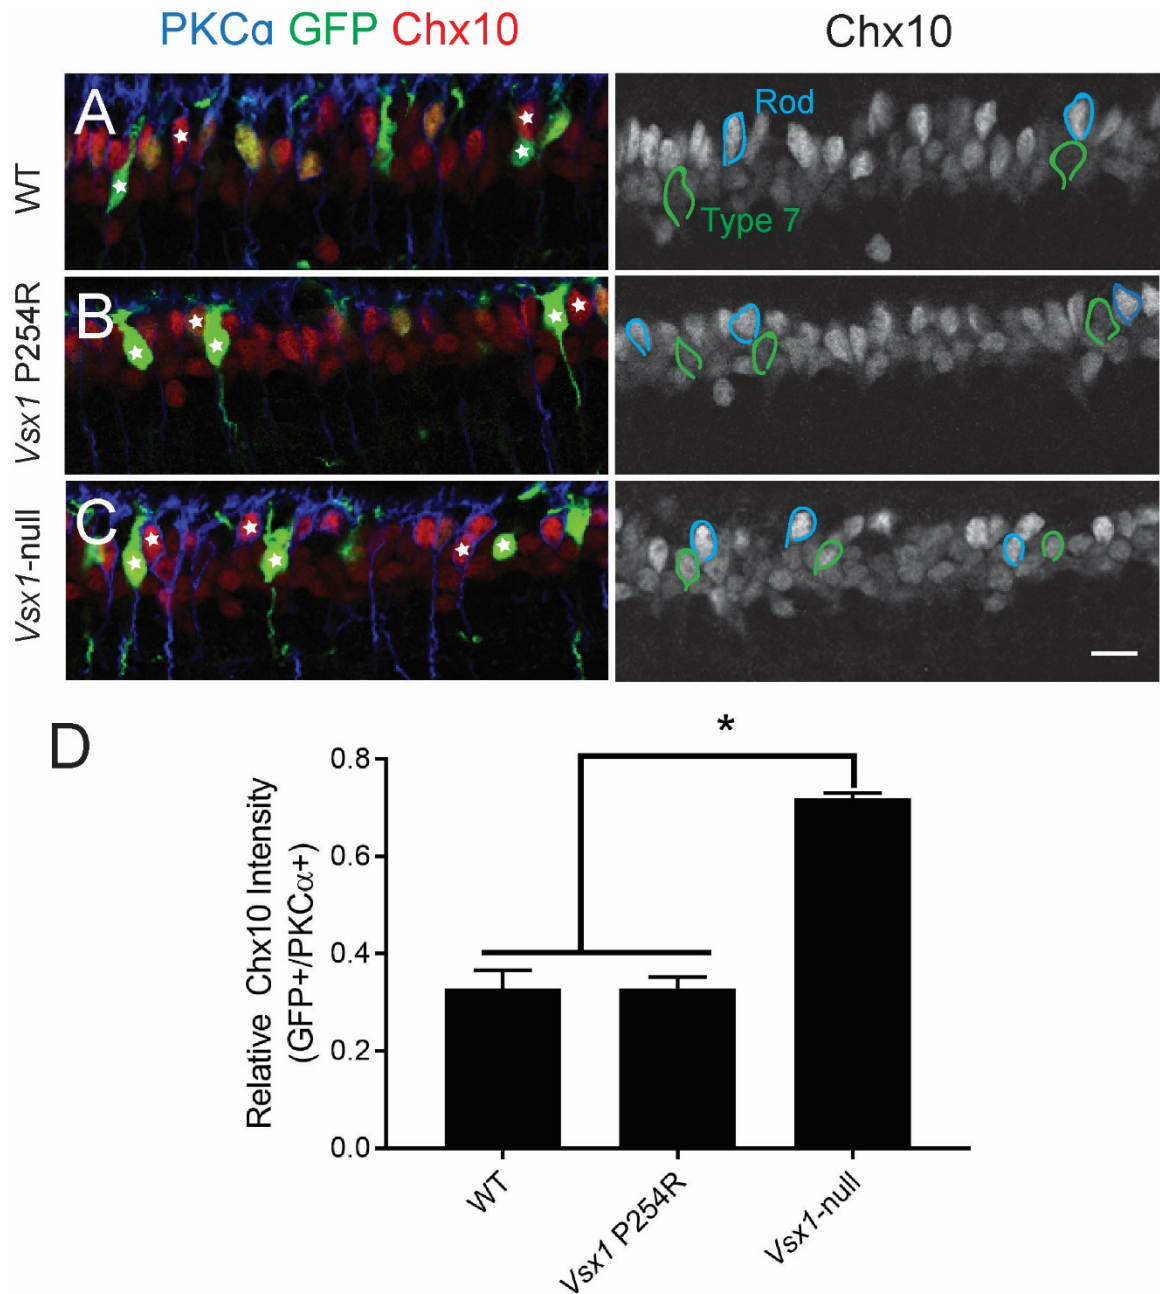 PKCα GFP Chx10
Chx10
A
WT
Rod
Type 7
B
Vsx1 P254R
C
Vsx1-null
D
*
Relative Chx10 Intensity
(GFP+/PKCα+)
0.8
0.6
0.4
0.2
0.0
WT
Vsx1 P254R
Vsx1-null